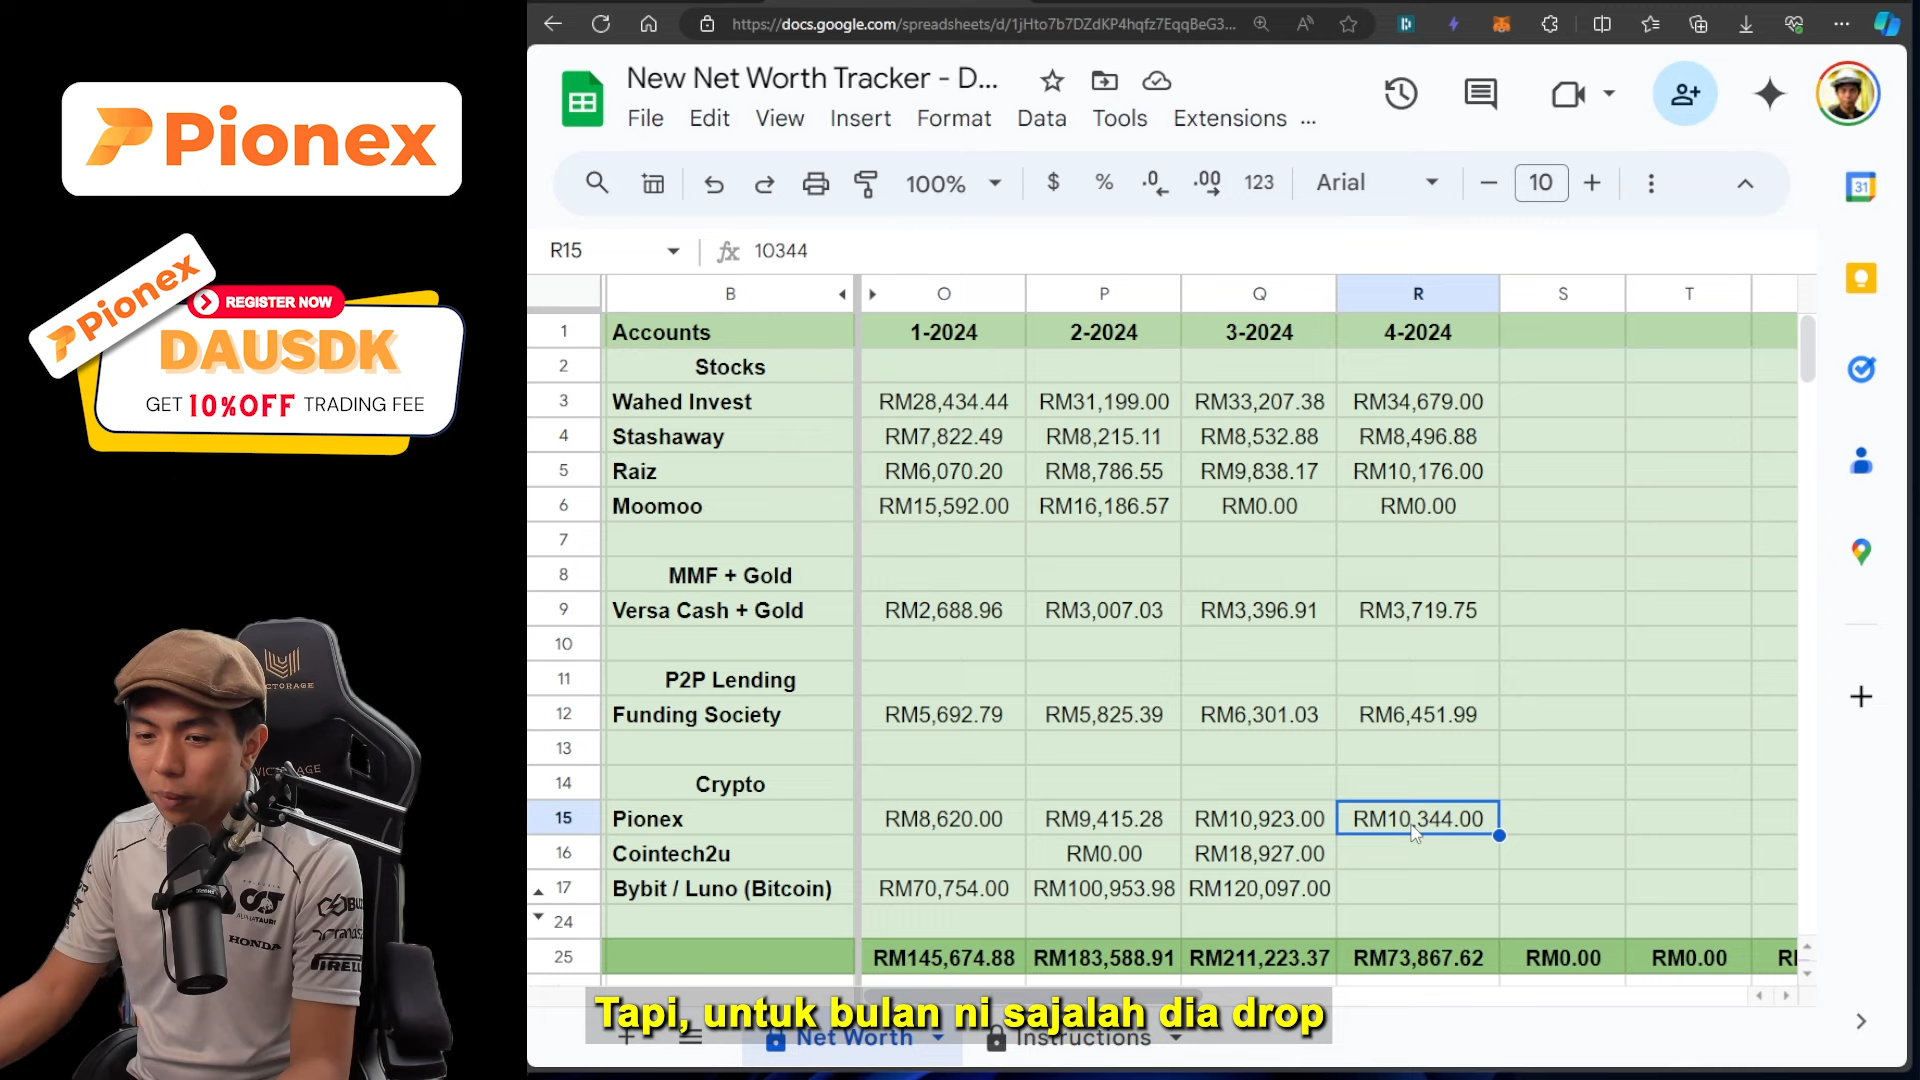 Pionex
Pionex
REGISTER NOW
DAUSDK
GET 10%OFF TRADING FEE
https://docs.google.com/spreadsheets/d/1jHto7b7DZdKP4hqfz7EqqBeG3...
New Net Worth Tracker - D...
File Edit View Insert Format Data Tools Extensions ...
100% $ % .0 .00 123 Arial 10
R15 fx 10344
B O P Q R S T
1 Accounts 1-2024 2-2024 3-2024 4-2024
2 Stocks
3 Wahed Invest RM28,434.44 RM31,199.00 RM33,207.38 RM34,679.00
4 Stashaway RM7,822.49 RM8,215.11 RM8,532.88 RM8,496.88
5 Raiz RM6,070.20 RM8,786.55 RM9,838.17 RM10,176.00
6 Moomoo RM15,592.00 RM16,186.57 RM0.00 RM0.00
7
8 MMF + Gold
9 Versa Cash + Gold RM2,688.96 RM3,007.03 RM3,396.91 RM3,719.75
10
11 P2P Lending
12 Funding Society RM5,692.79 RM5,825.39 RM6,301.03 RM6,451.99
13
14 Crypto
15 Pionex RM8,620.00 RM9,415.28 RM10,923.00 RM10,344.00
16 Cointech2u RM0.00 RM18,927.00
17 Bybit / Luno (Bitcoin) RM70,754.00 RM100,953.98 RM120,097.00
24
25 RM145,674.88 RM183,588.91 RM211,223.37 RM73,867.62 RM0.00 RM0.00
Tapi, untuk bulan ni sajalah dia drop
Net Worth Instructions
31
HONDA
PIRELLI
ALPHATAURI